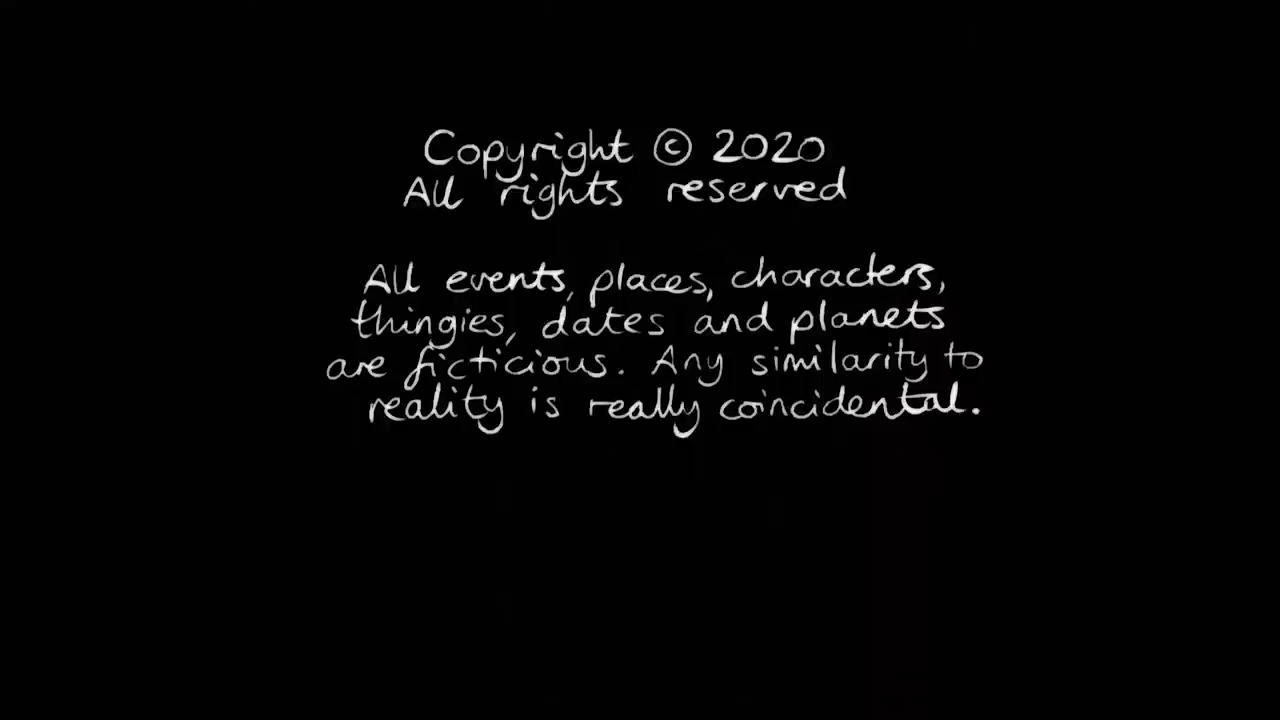 Copyright © 2020
All rights reserved
All events, places, characters,
thingies, dates and planets
are ficticious. Any similarity to
reality is really coincidental.